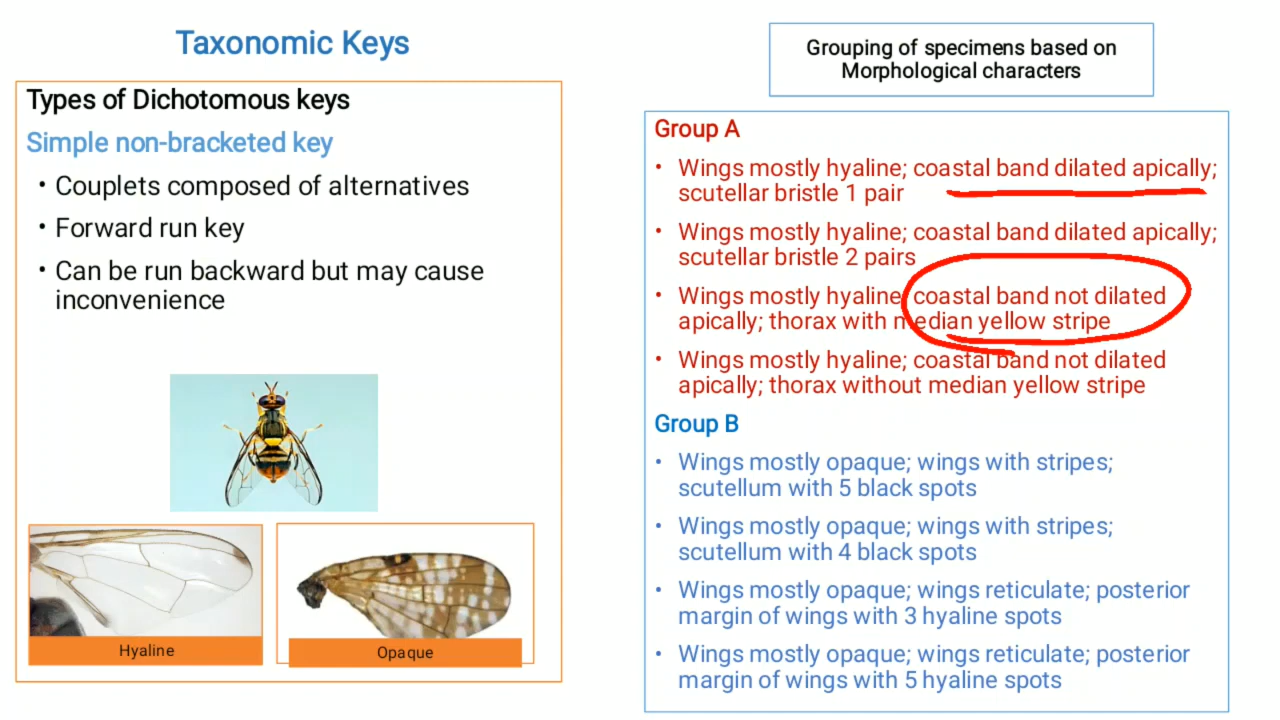 Taxonomic Keys
Types of Dichotomous keys
Simple non-bracketed key
• Couplets composed of alternatives
• Forward run key
• Can be run backward but may cause
inconvenience
Hyaline
Opaque
Grouping of specimens based on
Morphological characters
Group A
• Wings mostly hyaline; coastal band dilated apically;
scutellar bristle 1 pair
• Wings mostly hyaline; coastal band dilated apically;
scutellar bristle 2 pairs
• Wings mostly hyaline; coastal band not dilated
apically; thorax with median yellow stripe
• Wings mostly hyaline; coastal band not dilated
apically; thorax without median yellow stripe
Group B
• Wings mostly opaque; wings with stripes;
scutellum with 5 black spots
• Wings mostly opaque; wings with stripes;
scutellum with 4 black spots
• Wings mostly opaque; wings reticulate; posterior
margin of wings with 3 hyaline spots
• Wings mostly opaque; wings reticulate; posterior
margin of wings with 5 hyaline spots